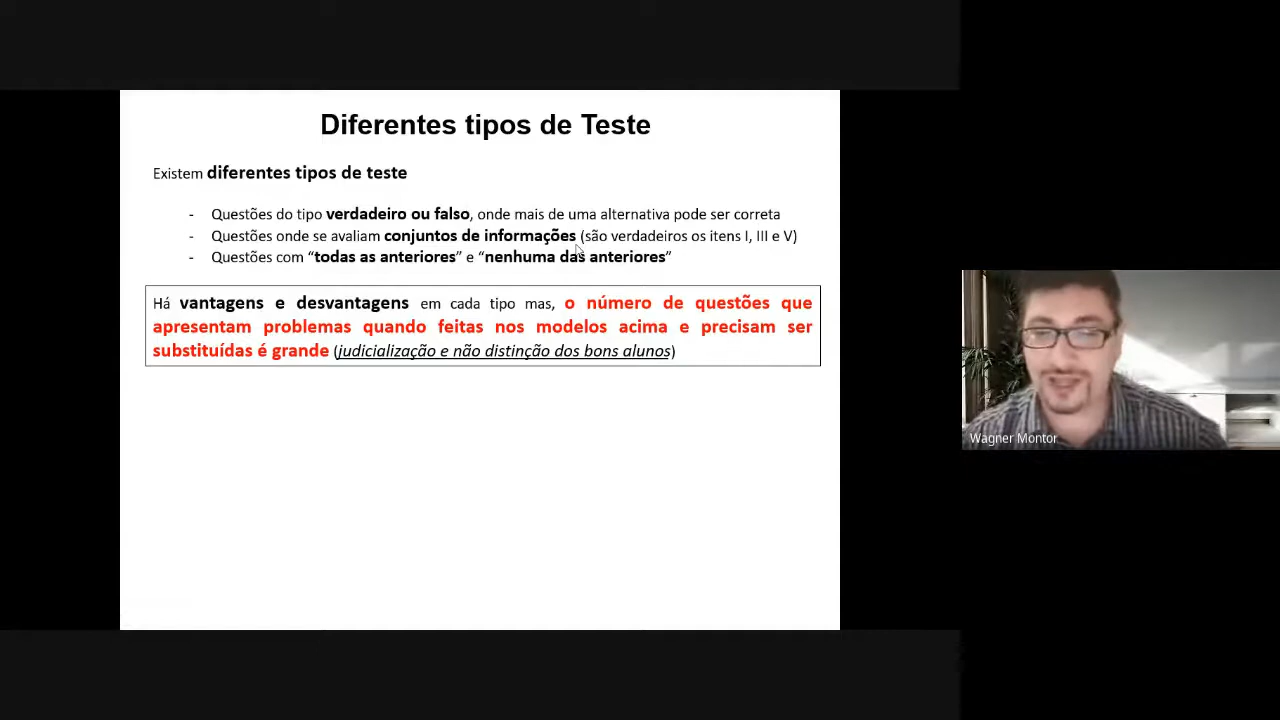 Diferentes tipos de Teste
Existem diferentes tipos de teste
- Questões do tipo verdadeiro ou falso, onde mais de uma alternativa pode ser correta
- Questões onde se avaliam conjuntos de informações (são verdadeiros os itens I, III e V)
- Questões com “todas as anteriores” e “nenhuma das anteriores”
Há vantagens e desvantagens em cada tipo mas, o número de questões que
apresentam problemas quando feitas nos modelos acima e precisam ser
substituídas é grande (judicialização e não distinção dos bons alunos)
Wagner Montor